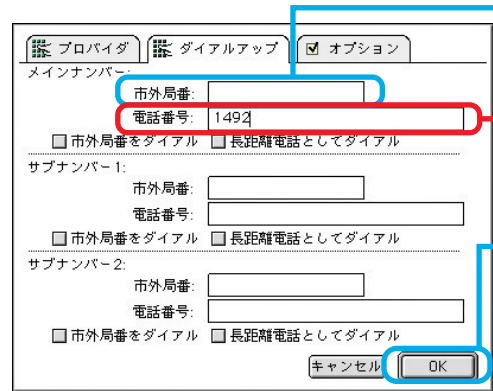 プロバイダ ダイアルアップ オプション
メインナンバー:
市外局番:
電話番号: 1492
市外局番をダイアル 長距離電話としてダイアル
サブナンバー1:
市外局番:
電話番号:
市外局番をダイアル 長距離電話としてダイアル
サブナンバー2:
市外局番:
電話番号:
市外局番をダイアル 長距離電話としてダイアル
キャンセル OK